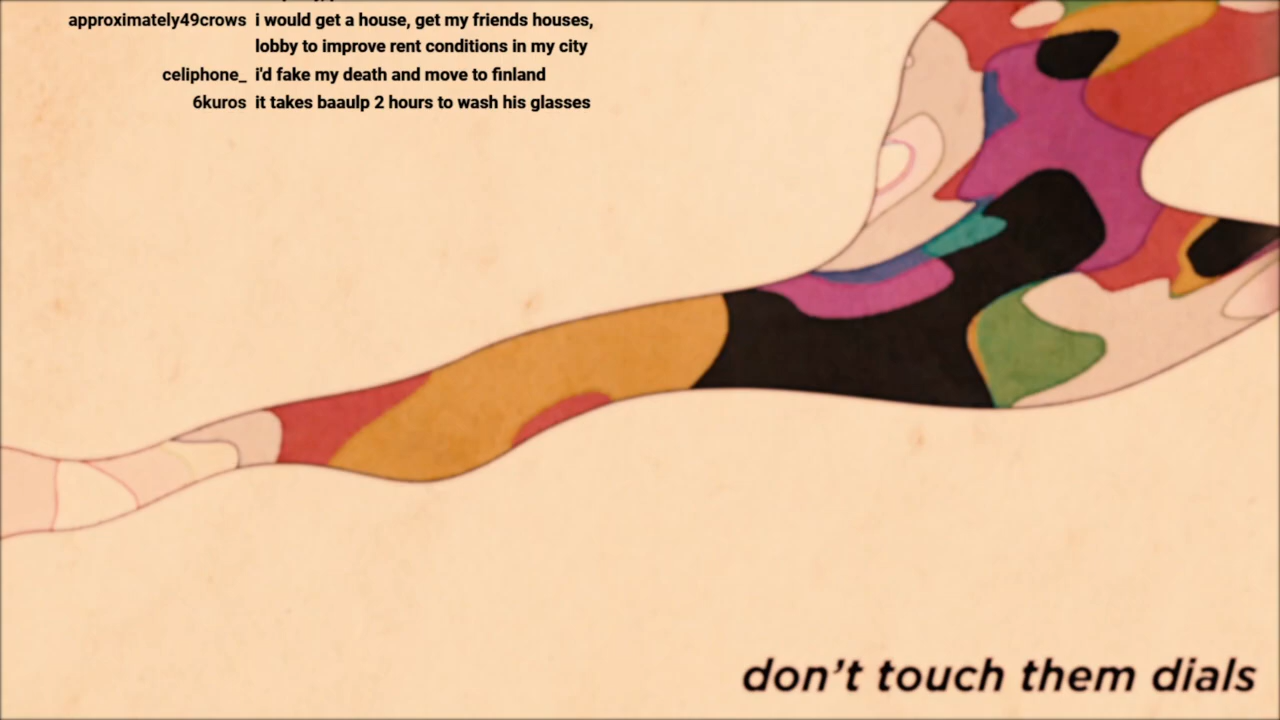 approximately49crows i would get a house, get my friends houses,
lobby to improve rent conditions in my city
celiphone_ i'd fake my death and move to finland
6kuros it takes baaulp 2 hours to wash his glasses
don't touch them dials